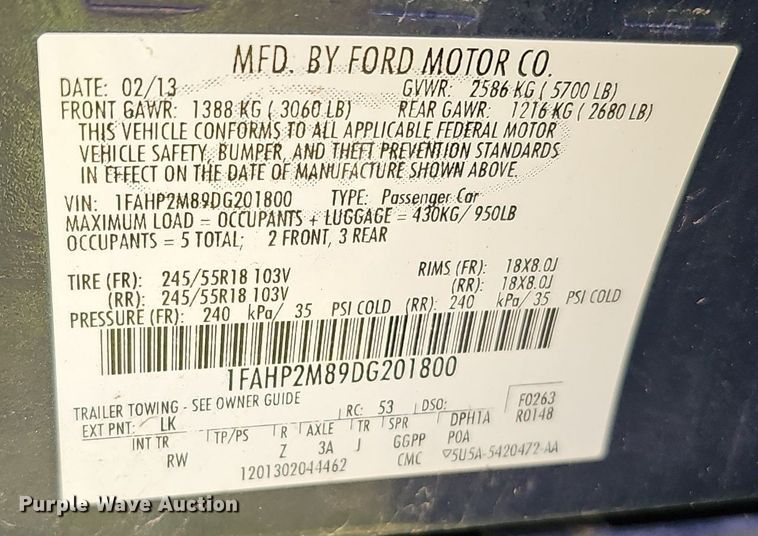 MFD. BY FORD MOTOR CO.
DATE: 02/13 GVWR: 2586 KG ( 5700 LB)
FRONT GAWR: 1388 KG ( 3060 LB) REAR GAWR: 1216 KG ( 2680 LB)
THIS VEHICLE CONFORMS TO ALL APPLICABLE FEDERAL MOTOR
VEHICLE SAFETY, BUMPER, AND THEFT PREVENTION STANDARDS
IN EFFECT ON THE DATE OF MANUFACTURE SHOWN ABOVE.
VIN: 1FAHP2M89DG201800 TYPE: Passenger Car
MAXIMUM LOAD = OCCUPANTS + LUGGAGE = 430KG/ 950LB
OCCUPANTS = 5 TOTAL; 2 FRONT, 3 REAR
TIRE (FR): 245/55R18 103V RIMS (FR): 18X8.0J
(RR): 245/55R18 103V (RR): 18X8.0J
PRESSURE (FR): 240 kPa/ 35 PSI COLD (RR): 240 kPa/ 35 PSI COLD
1FAHP2M89DG201800
TRAILER TOWING - SEE OWNER GUIDE
EXT PNT: LK RC: 53 DSO: F0263
INT TR TP/PS R AXLE TR SPR DPH1A R0148
RW Z 3A J GGPP P0A
1201302044462 CMC ▽5U5A-5420472-AA
Purple Wave Auction